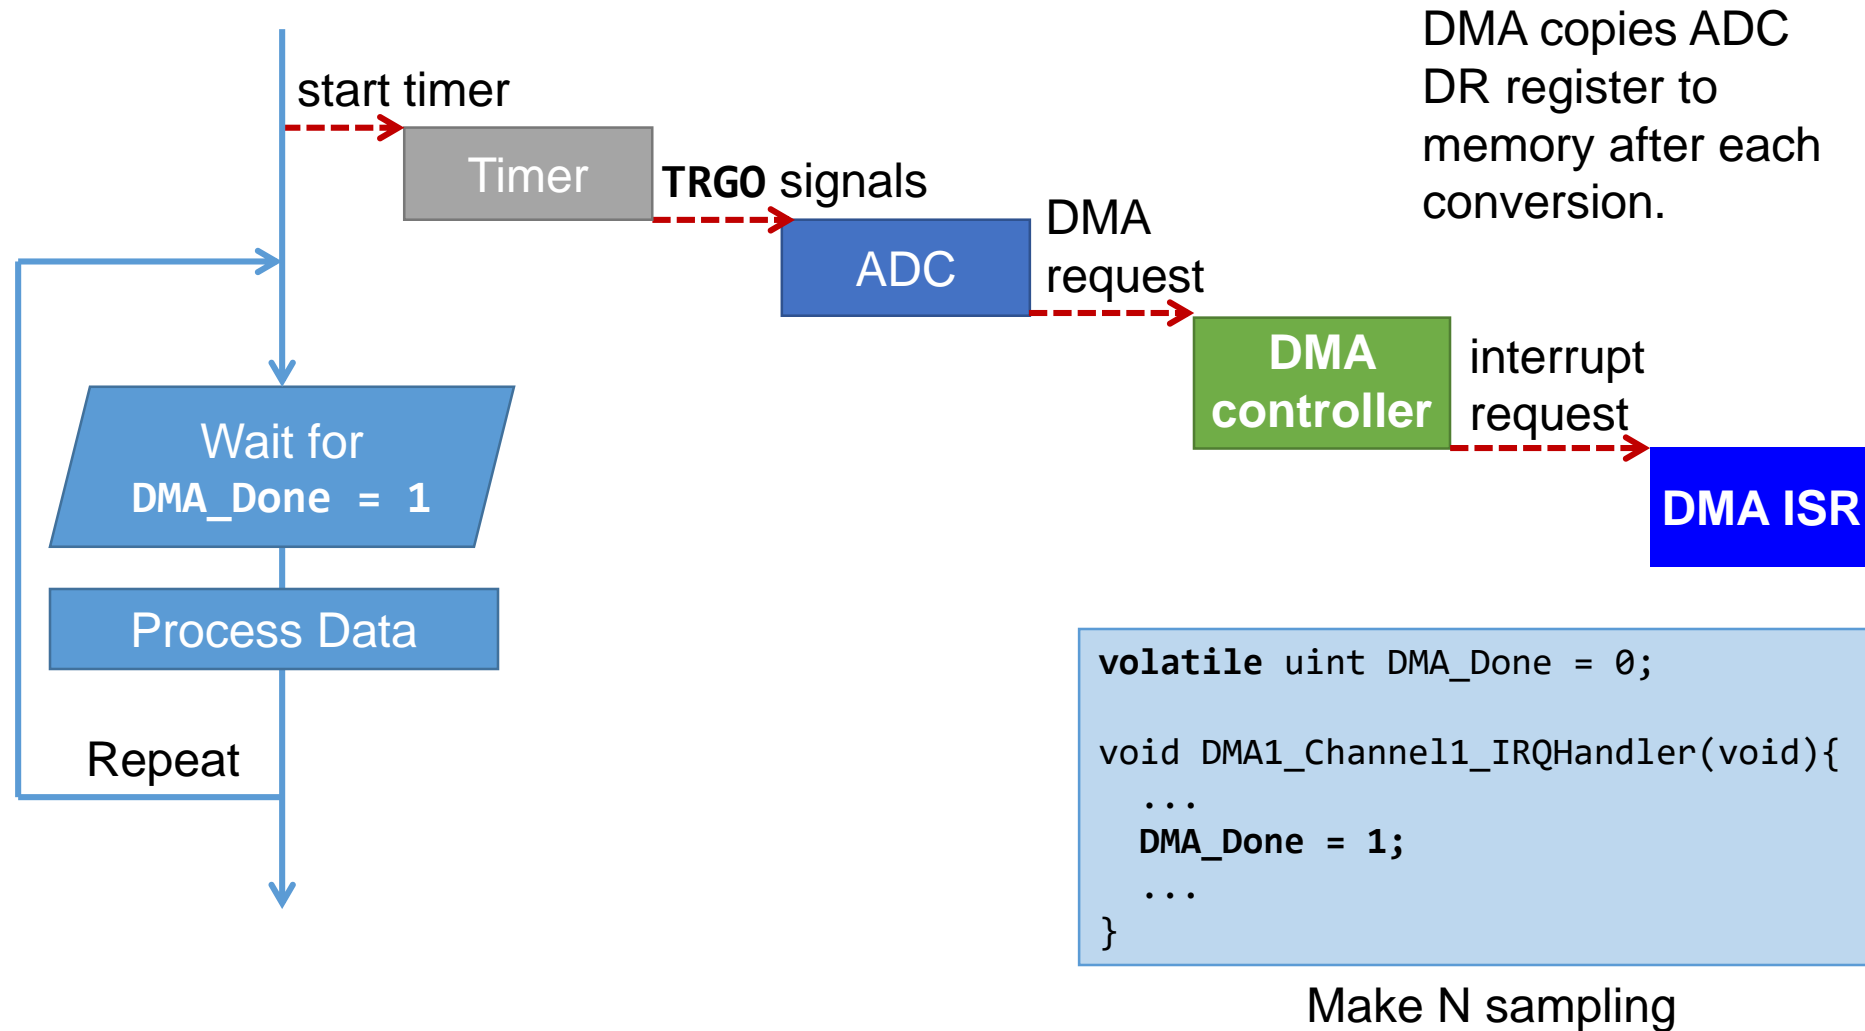 start timer
Timer
TRGO signals
ADC
DMA
request
DMA
controller
interrupt
request
DMA ISR
DMA copies ADC
DR register to
memory after each
conversion.
Wait for
DMA_Done = 1
Process Data
Repeat
volatile uint DMA_Done = 0;
void DMA1_Channel1_IRQHandler(void){
...
DMA_Done = 1;
...
}
Make N sampling